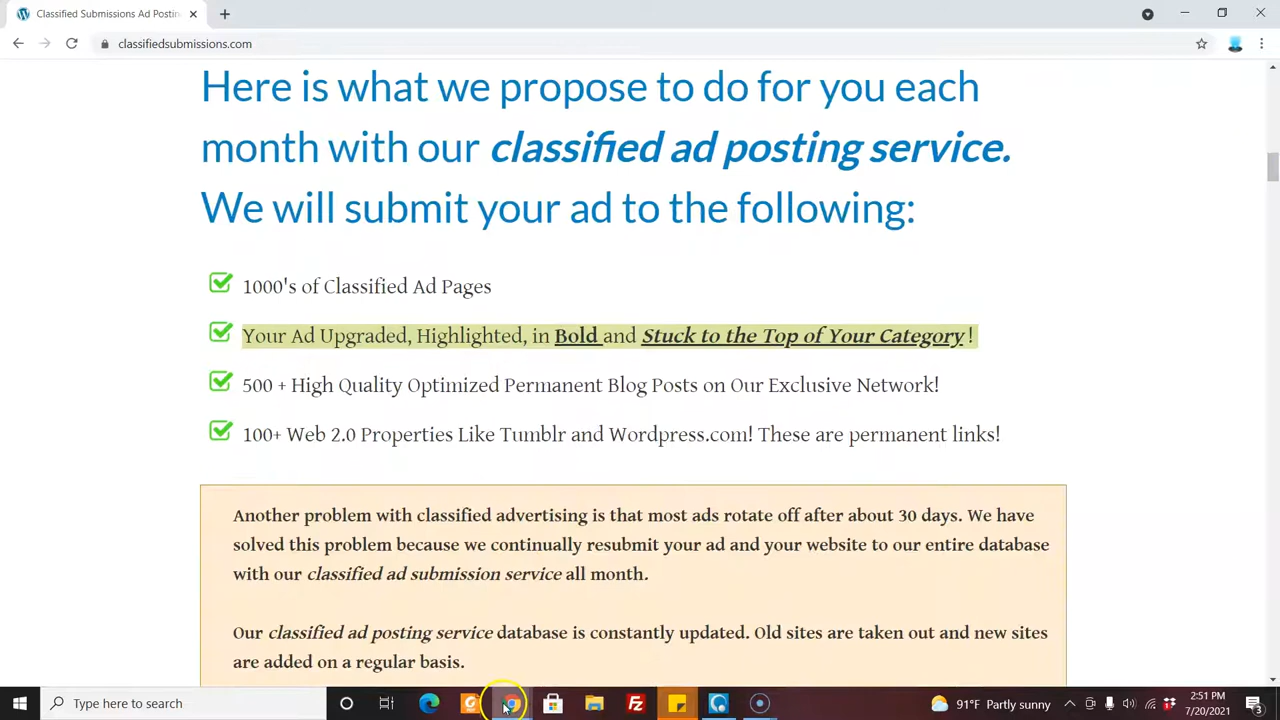 Classified Submissions Ad Postin
classifiedsubmissions.com
Here is what we propose to do for you each
month with our classified ad posting service.
We will submit your ad to the following:
1000's of Classified Ad Pages
Your Ad Upgraded, Highlighted, in Bold and Stuck to the Top of Your Category !
500 + High Quality Optimized Permanent Blog Posts on Our Exclusive Network!
100+ Web 2.0 Properties Like Tumblr and Wordpress.com! These are permanent links!
Another problem with classified advertising is that most ads rotate off after about 30 days. We have
solved this problem because we continually resubmit your ad and your website to our entire database
with our classified ad submission service all month.
Our classified ad posting service database is constantly updated. Old sites are taken out and new sites
are added on a regular basis.
Type here to search
91°F Partly sunny
2:51 PM
7/20/2021
3